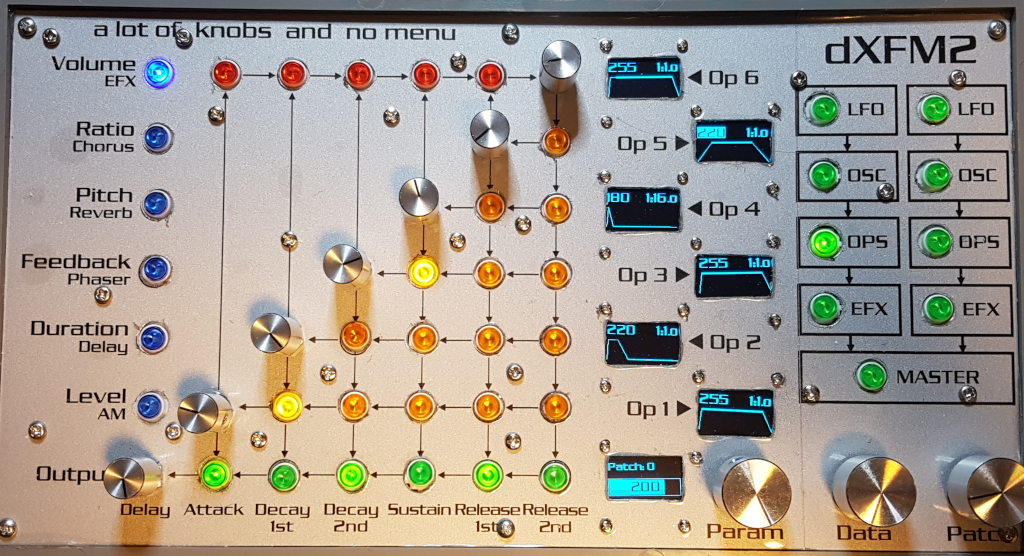 a lot of knobs and no menu
dXFM2
Volume
EFX
Ratio
Chorus
Pitch
Reverb
Feedback
Phaser
Duration
Delay
Level
AM
Output
Delay
Attack
Decay
1st
Decay
2nd
Sustain
Release
1st
Release
2nd
255 1:1.0
Op 6
220 1:1.0
Op 5
180 1:16.0
Op 4
255 1:1.0
Op 3
220 1:1.0
Op 2
255 1:1.0
Op 1
Patch: 0
200
LFO
LFO
OSC
OSC
OPS
OPS
EFX
EFX
MASTER
Param
Data
Patch